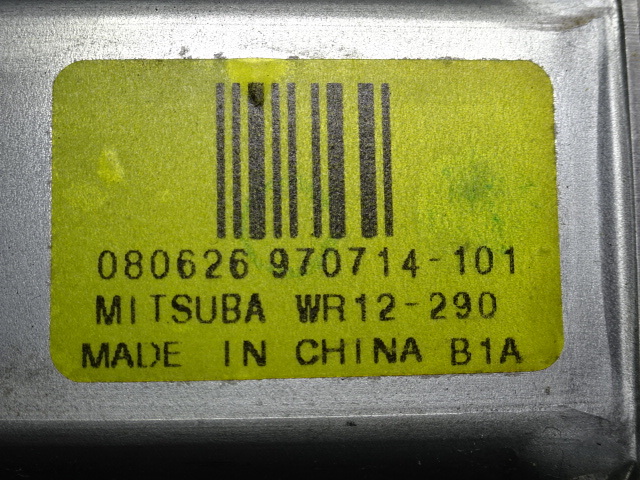 080626 970714-101
MITSUBA WR12-290
MADE IN CHINA B1A